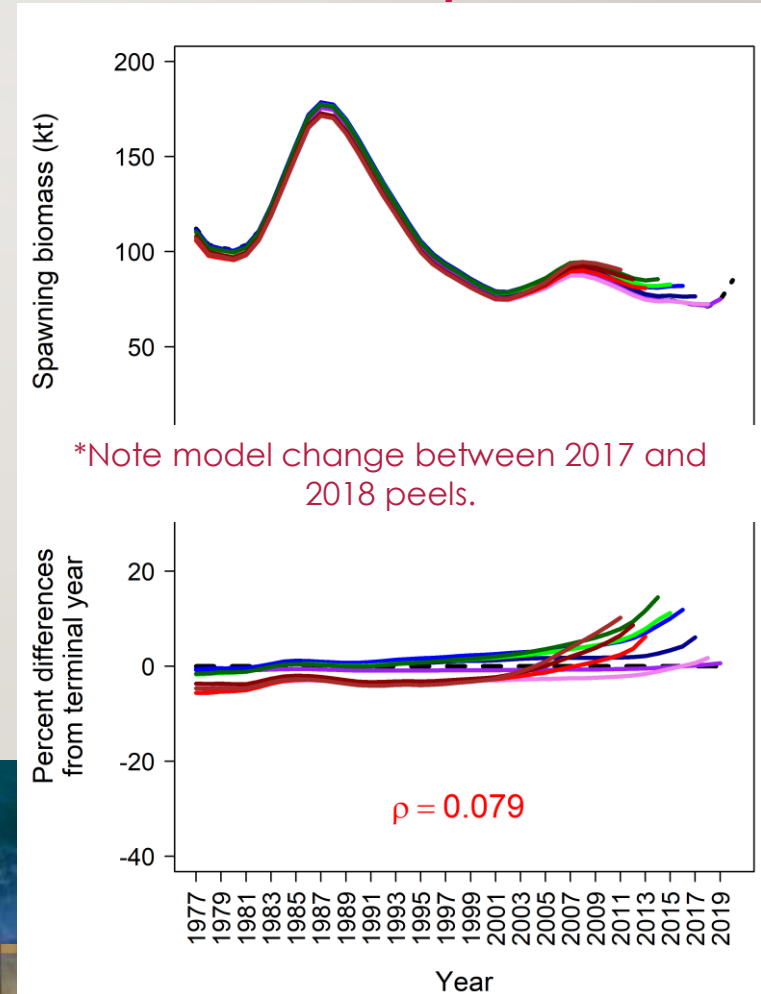 200
150
100
50
Spawning biomass (kt)
*Note model change between 2017 and
2018 peels.
20
0
-20
-40
Percent differences
from terminal year
ρ = 0.079
1977 1979 1981 1983 1985 1987 1989 1991 1993 1995 1997 1999 2001 2003 2005 2007 2009 2011 2013 2015 2017 2019
Year